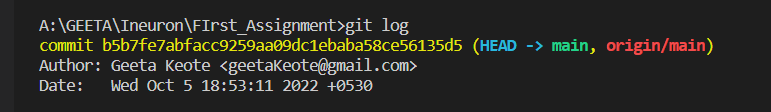 A:\GEETA\Ineuron\FIrst_Assignment>git log
commit b5b7fe7abfacc9259aa09dc1ebaba58ce56135d5 (HEAD -> main, origin/main)
Author: Geeta Keote <geetaKeote@gmail.com>
Date:   Wed Oct 5 18:53:11 2022 +0530